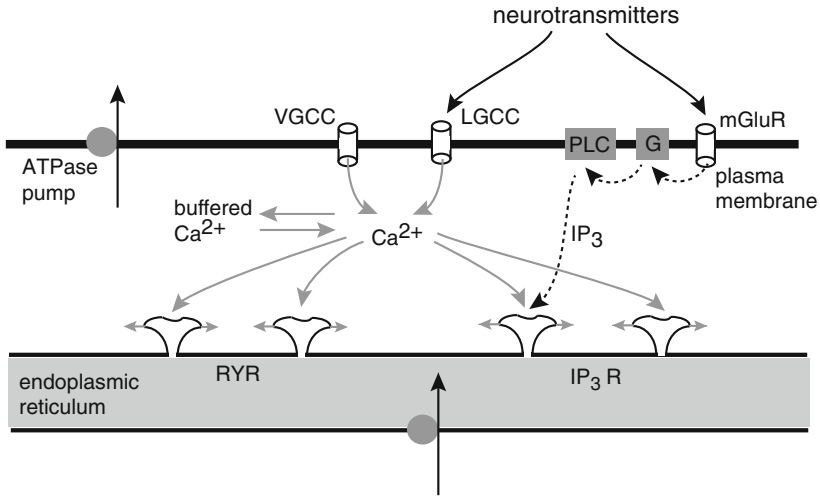 neurotransmitters
VGCC
LGCC
mGluR
PLC
G
ATPase
pump
plasma
membrane
buffered
Ca2+
Ca2+
IP3
RYR
IP3 R
endoplasmic
reticulum